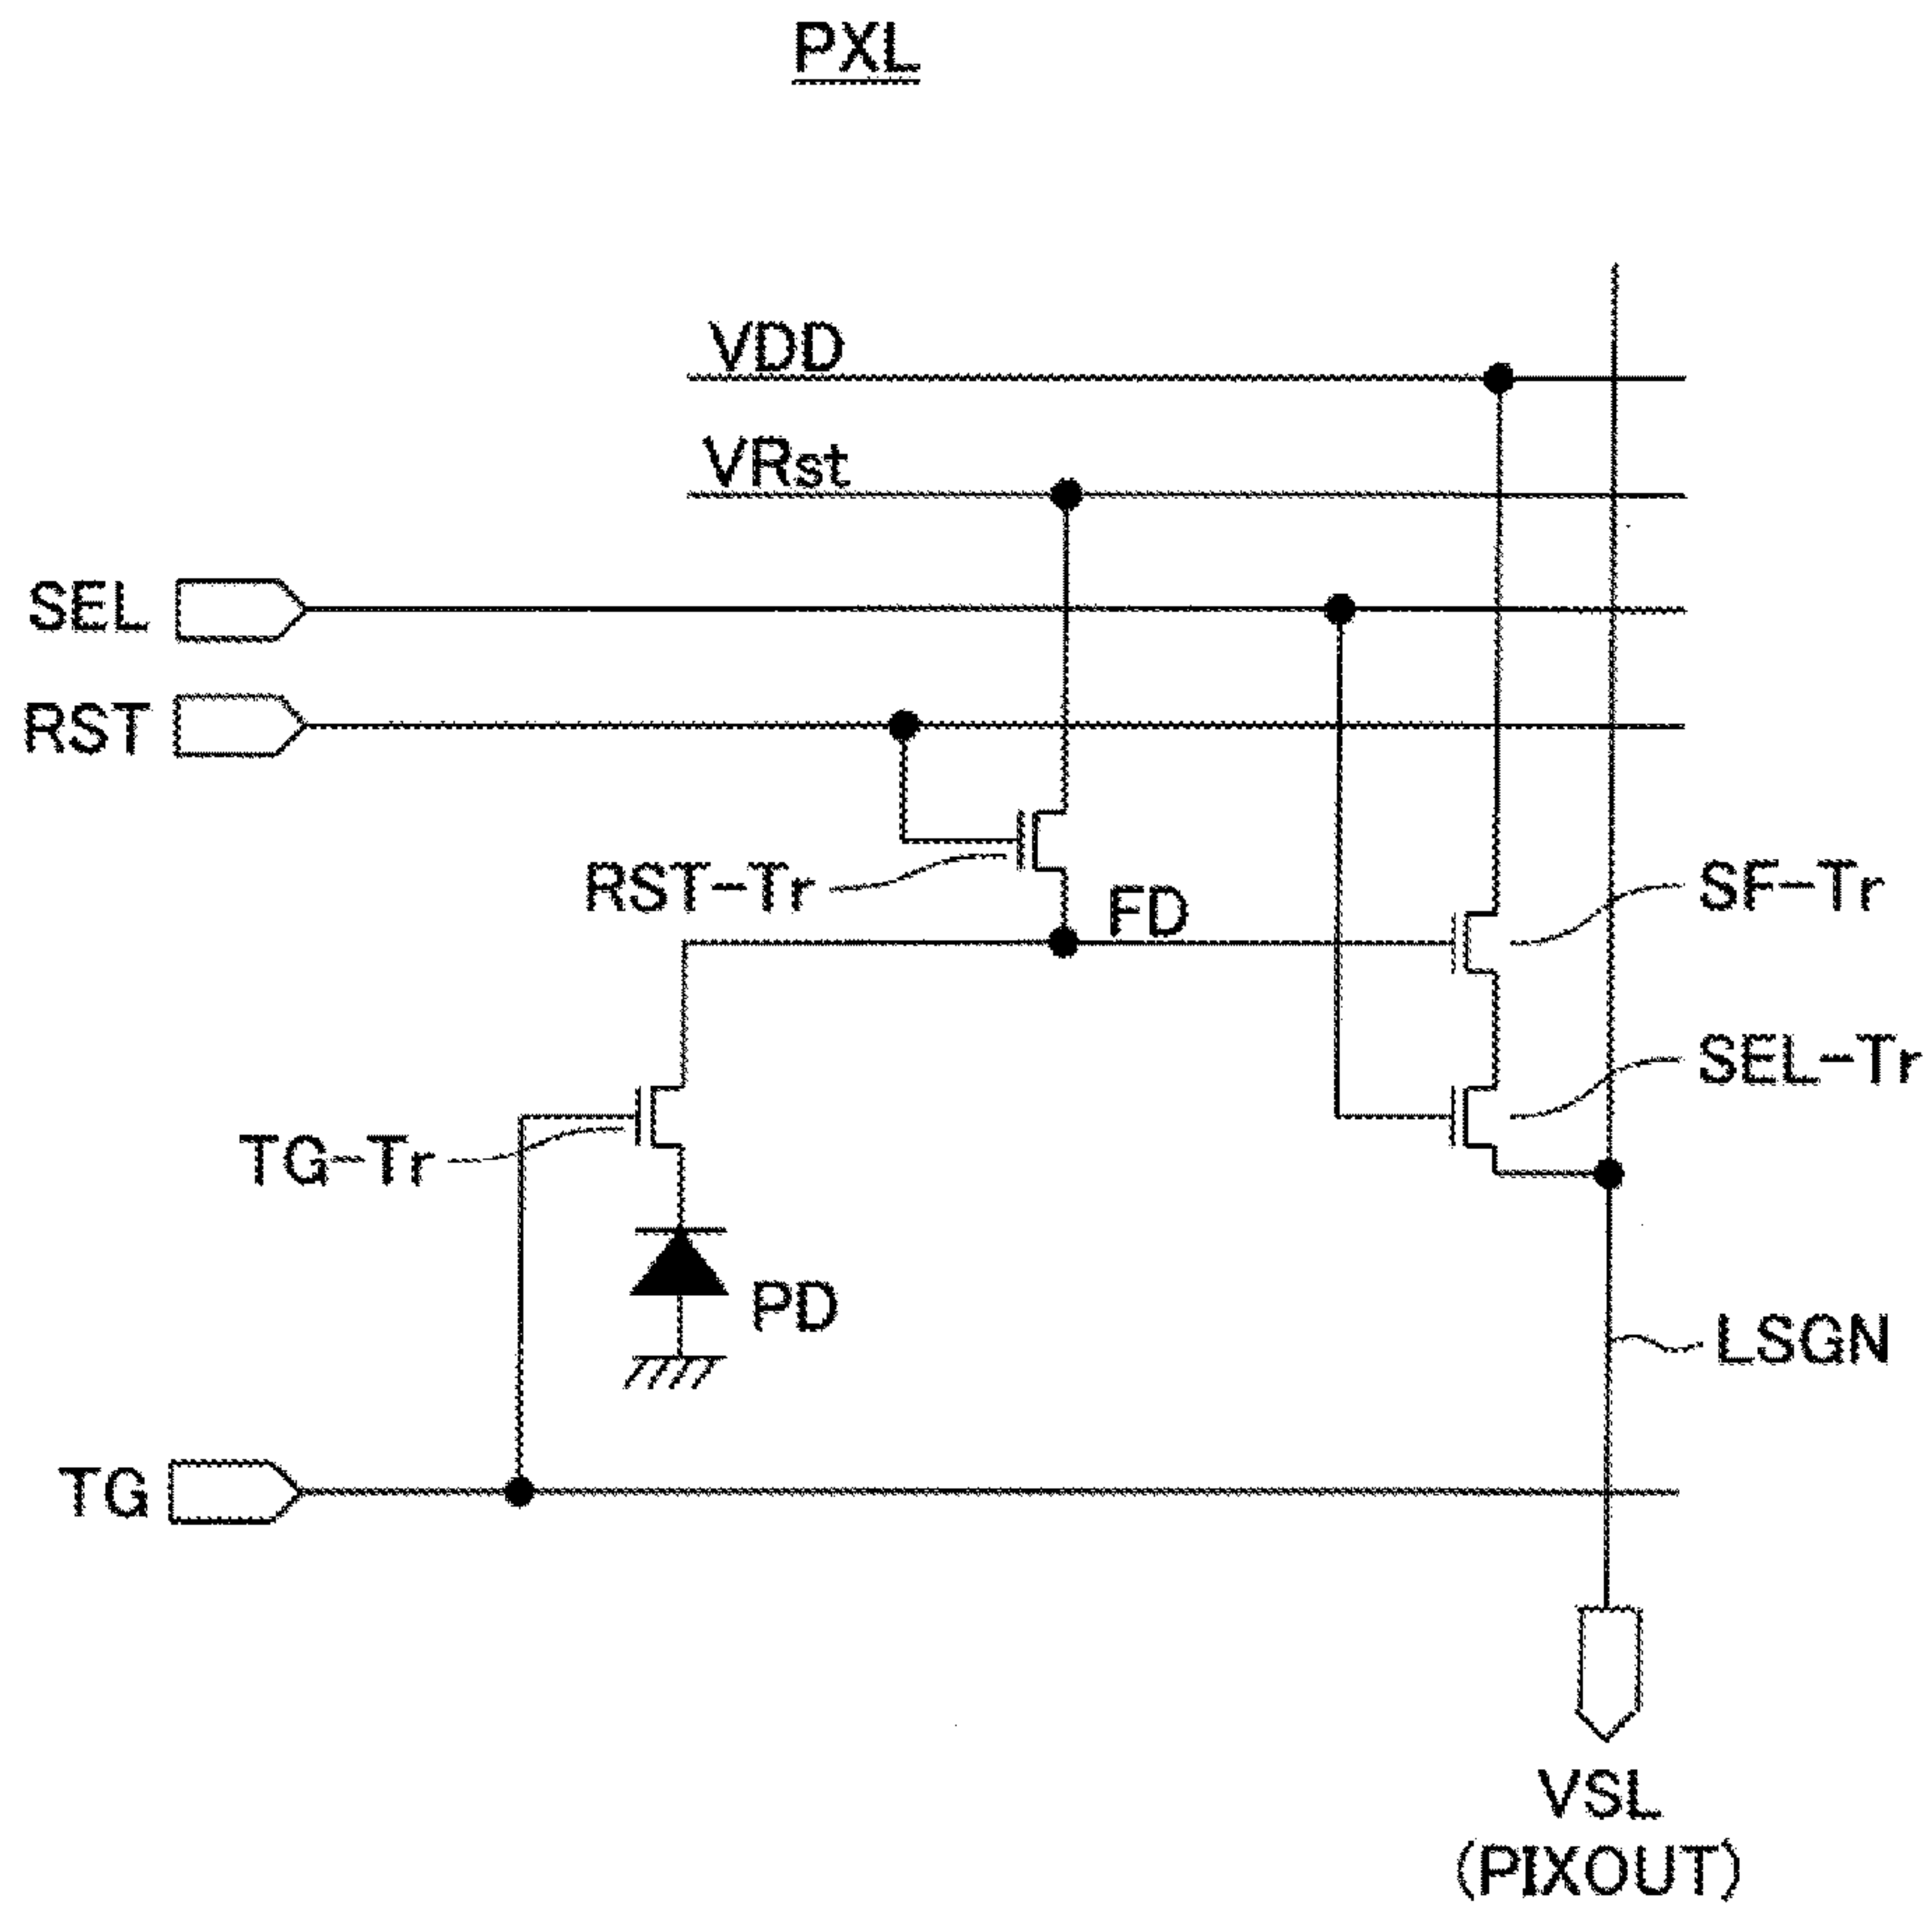 PXL
VDD
VRst
SEL
RST
RST-Tr
FD
SF-Tr
SEL-Tr
TG-Tr
PD
LSGN
TG
VSL
(PIXOUT)